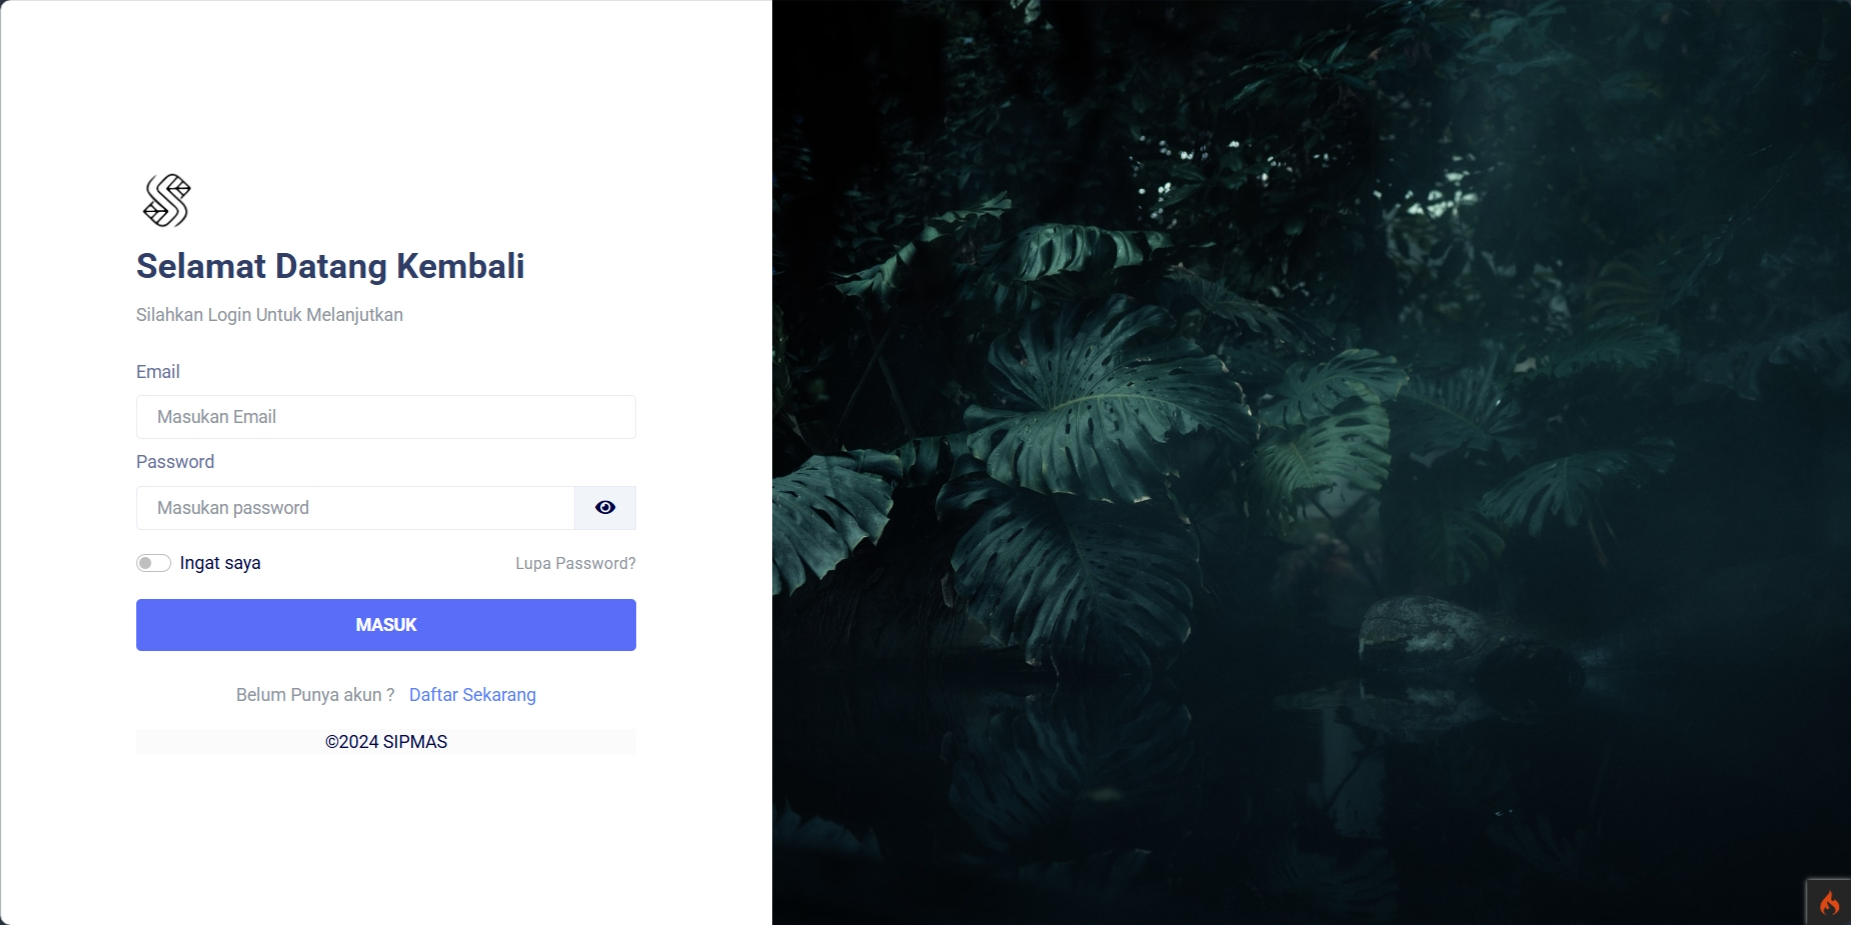 Selamat Datang Kembali
Silahkan Login Untuk Melanjutkan
Email
Masukan Email
Password
Masukan password
Ingat saya
Lupa Password?
MASUK
Belum Punya akun ? Daftar Sekarang
©2024 SIPMAS